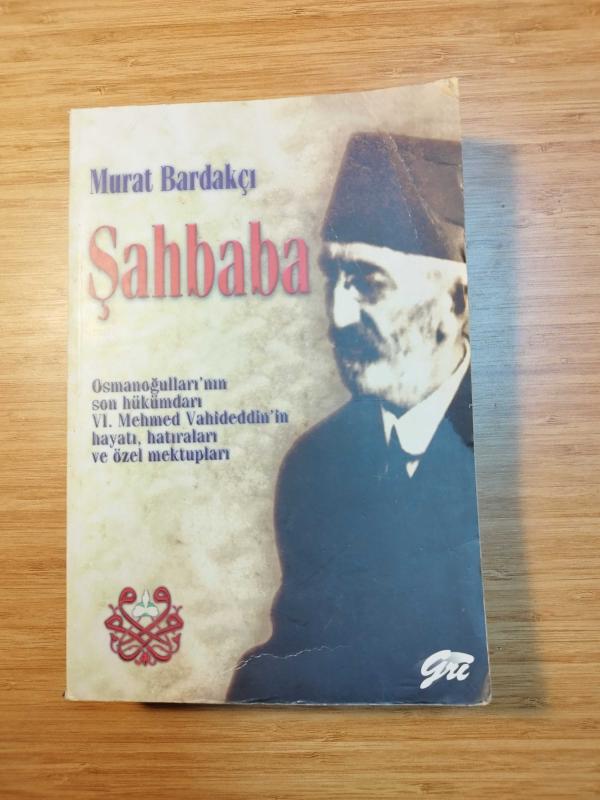 Murat Bardakçı
Şahbaba
Osmanoğulları'nın
son hükümdarı
VI. Mehmed Vahideddin'in
hayatı, hatıraları
ve özel mektupları
Gri